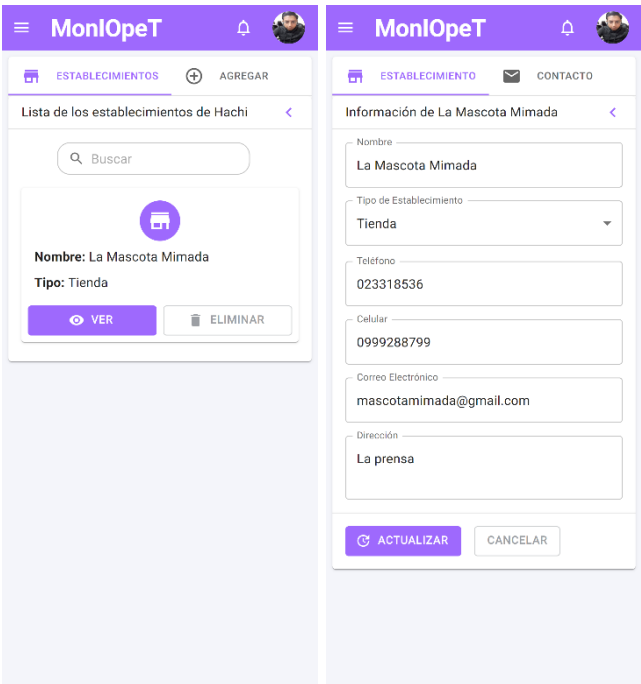 MonIOpeT
ESTABLECIMIENTOS
AGREGAR
Lista de los establecimientos de Hachi
Buscar
Nombre: La Mascota Mimada
Tipo: Tienda
VER
ELIMINAR
MonIOpeT
ESTABLECIMIENTO
CONTACTO
Información de La Mascota Mimada
Nombre
La Mascota Mimada
Tipo de Establecimiento
Tienda
Teléfono
023318536
Celular
0999288799
Correo Electrónico
mascotamimada@gmail.com
Dirección
La prensa
ACTUALIZAR
CANCELAR